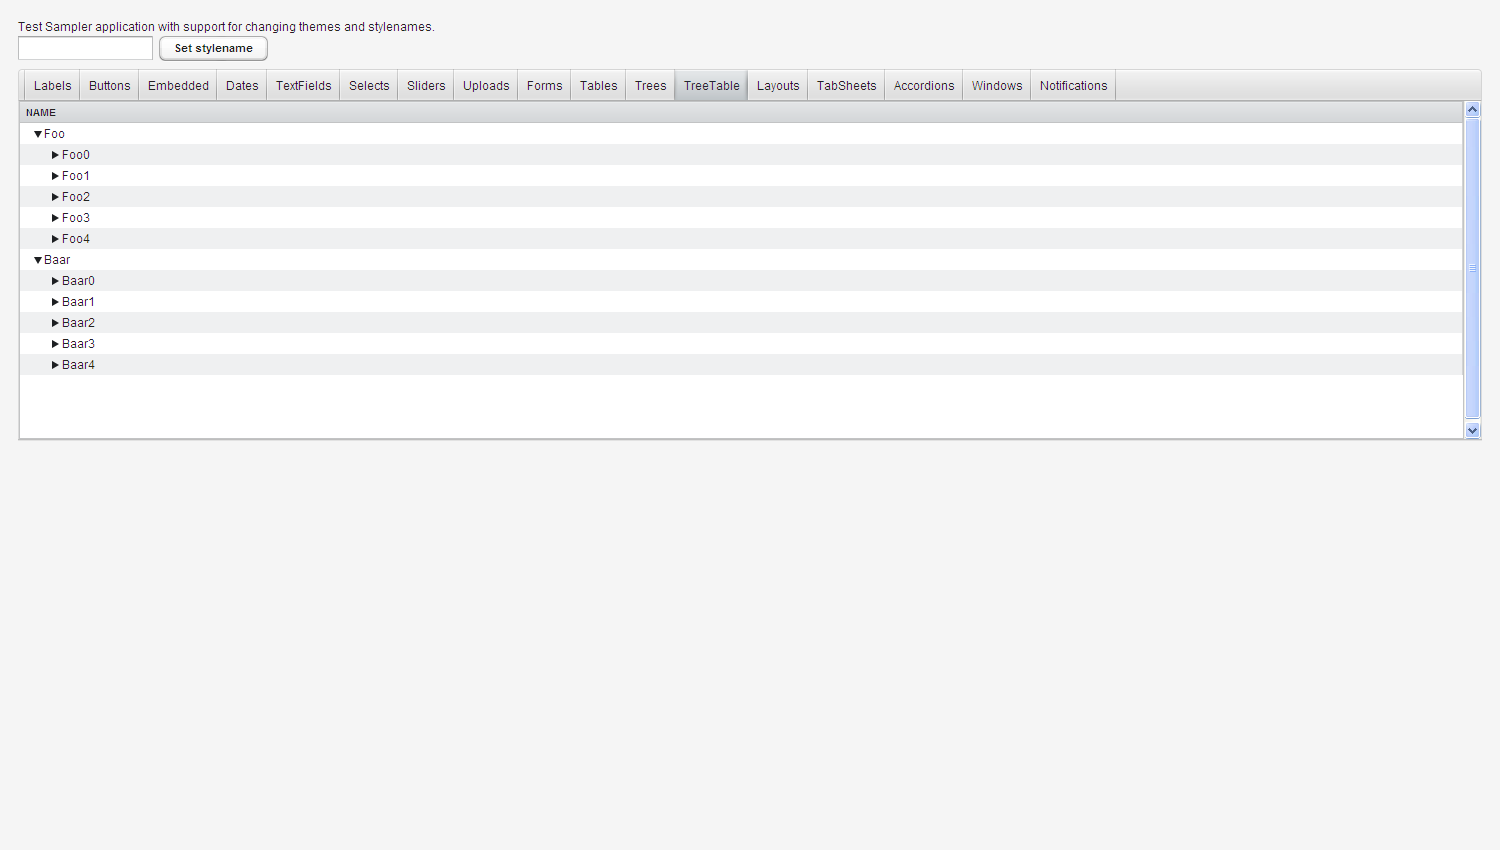 Test Sampler application with support for changing themes and stylenames.
Set stylename
Labels Buttons Embedded Dates TextFields Selects Sliders Uploads Forms Tables Trees TreeTable Layouts TabSheets Accordions Windows Notifications
NAME
Foo
Foo0
Foo1
Foo2
Foo3
Foo4
Baar
Baar0
Baar1
Baar2
Baar3
Baar4